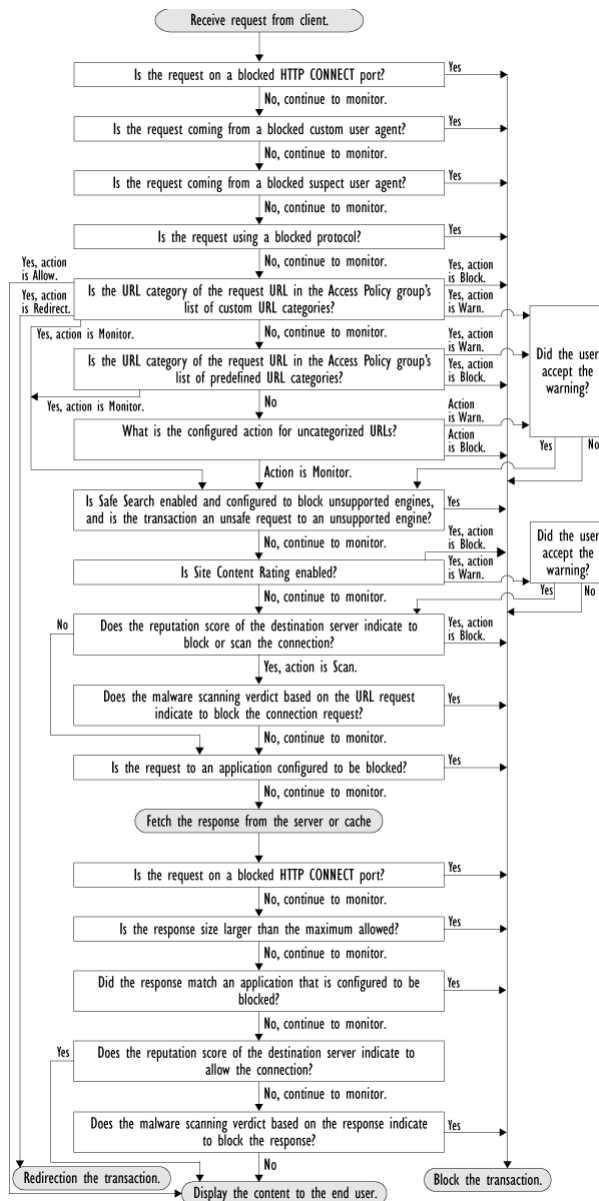 Receive request from client.
Is the request on a blocked HTTP CONNECT port?
Yes
No, continue to monitor.
Is the request coming from a blocked custom user agent?
Yes
No, continue to monitor.
Is the request coming from a blocked suspect user agent?
Yes
No, continue to monitor.
Is the request using a blocked protocol?
Yes
No, continue to monitor.
Yes, action
is Allow.
Yes, action
is Redirect.
Is the URL category of the request URL in the Access Policy group's
list of custom URL categories?
Yes, action
is Block.
Yes, action
is Warn.
Yes, action is Monitor.
No, continue to monitor.
Is the URL category of the request URL in the Access Policy group's
list of predefined URL categories?
Yes, action
is Warn.
Yes, action
is Block.
Did the user
accept the
warning?
Yes, action is Monitor.
No
What is the configured action for uncategorized URLs?
Action
is Warn.
Action
is Block.
Yes
No
Action is Monitor.
Is Safe Search enabled and configured to block unsupported engines,
and is the transaction an unsafe request to an unsupported engine?
Yes
No, continue to monitor.
Is Site Content Rating enabled?
Yes, action
is Block.
Yes, action
is Warn.
Did the user
accept the
warning?
Yes
No
No, continue to monitor.
No
Does the reputation score of the destination server indicate to
block or scan the connection?
Yes, action
is Block.
Yes, action is Scan.
Does the malware scanning verdict based on the URL request
indicate to block the connection request?
Yes
No, continue to monitor.
Is the request to an application configured to be blocked?
Yes
No, continue to monitor.
Fetch the response from the server or cache
Is the request on a blocked HTTP CONNECT port?
Yes
No, continue to monitor.
Is the response size larger than the maximum allowed?
Yes
No, continue to monitor.
Did the response match an application that is configured to be
blocked?
Yes
No, continue to monitor.
Yes
Does the reputation score of the destination server indicate to
allow the connection?
No, continue to monitor.
Does the malware scanning verdict based on the response indicate
to block the response?
Yes
No
Redirection the transaction.
Display the content to the end user.
Block the transaction.